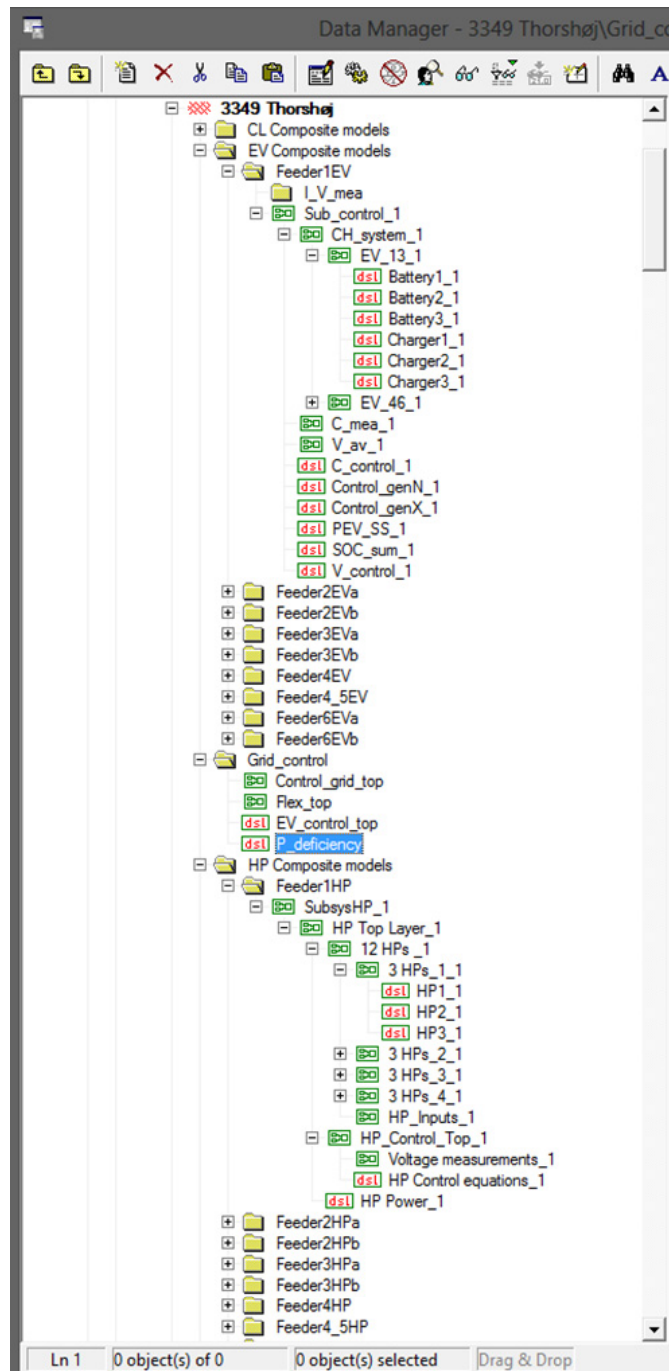 Data Manager - 3349 Thorshøj\Grid_co
A
3349 Thorshøj
CL Composite models
EV Composite models
Feeder1EV
I_V_mea
Sub_control_1
CH_system_1
EV_13_1
dsl Battery1_1
dsl Battery2_1
dsl Battery3_1
dsl Charger1_1
dsl Charger2_1
dsl Charger3_1
EV_46_1
C_mea_1
V_av_1
dsl C_control_1
dsl Control_genN_1
dsl Control_genX_1
dsl PEV_SS_1
dsl SOC_sum_1
dsl V_control_1
Feeder2EVa
Feeder2EVb
Feeder3EVa
Feeder3EVb
Feeder4EV
Feeder4_5EV
Feeder6EVa
Feeder6EVb
Grid_control
Control_grid_top
Flex_top
dsl EV_control_top
dsl P_deficiency
HP Composite models
Feeder1HP
SubsysHP_1
HP Top Layer_1
12 HPs _1
3 HPs_1_1
dsl HP1_1
dsl HP2_1
dsl HP3_1
3 HPs_2_1
3 HPs_3_1
3 HPs_4_1
HP_Inputs_1
HP_Control_Top_1
Voltage measurements_1
dsl HP Control equations_1
dsl HP Power_1
Feeder2HPa
Feeder2HPb
Feeder3HPa
Feeder3HPb
Feeder4HP
Feeder4_5HP
Ln 1 0 object(s) of 0 0 object(s) selected Drag & Drop